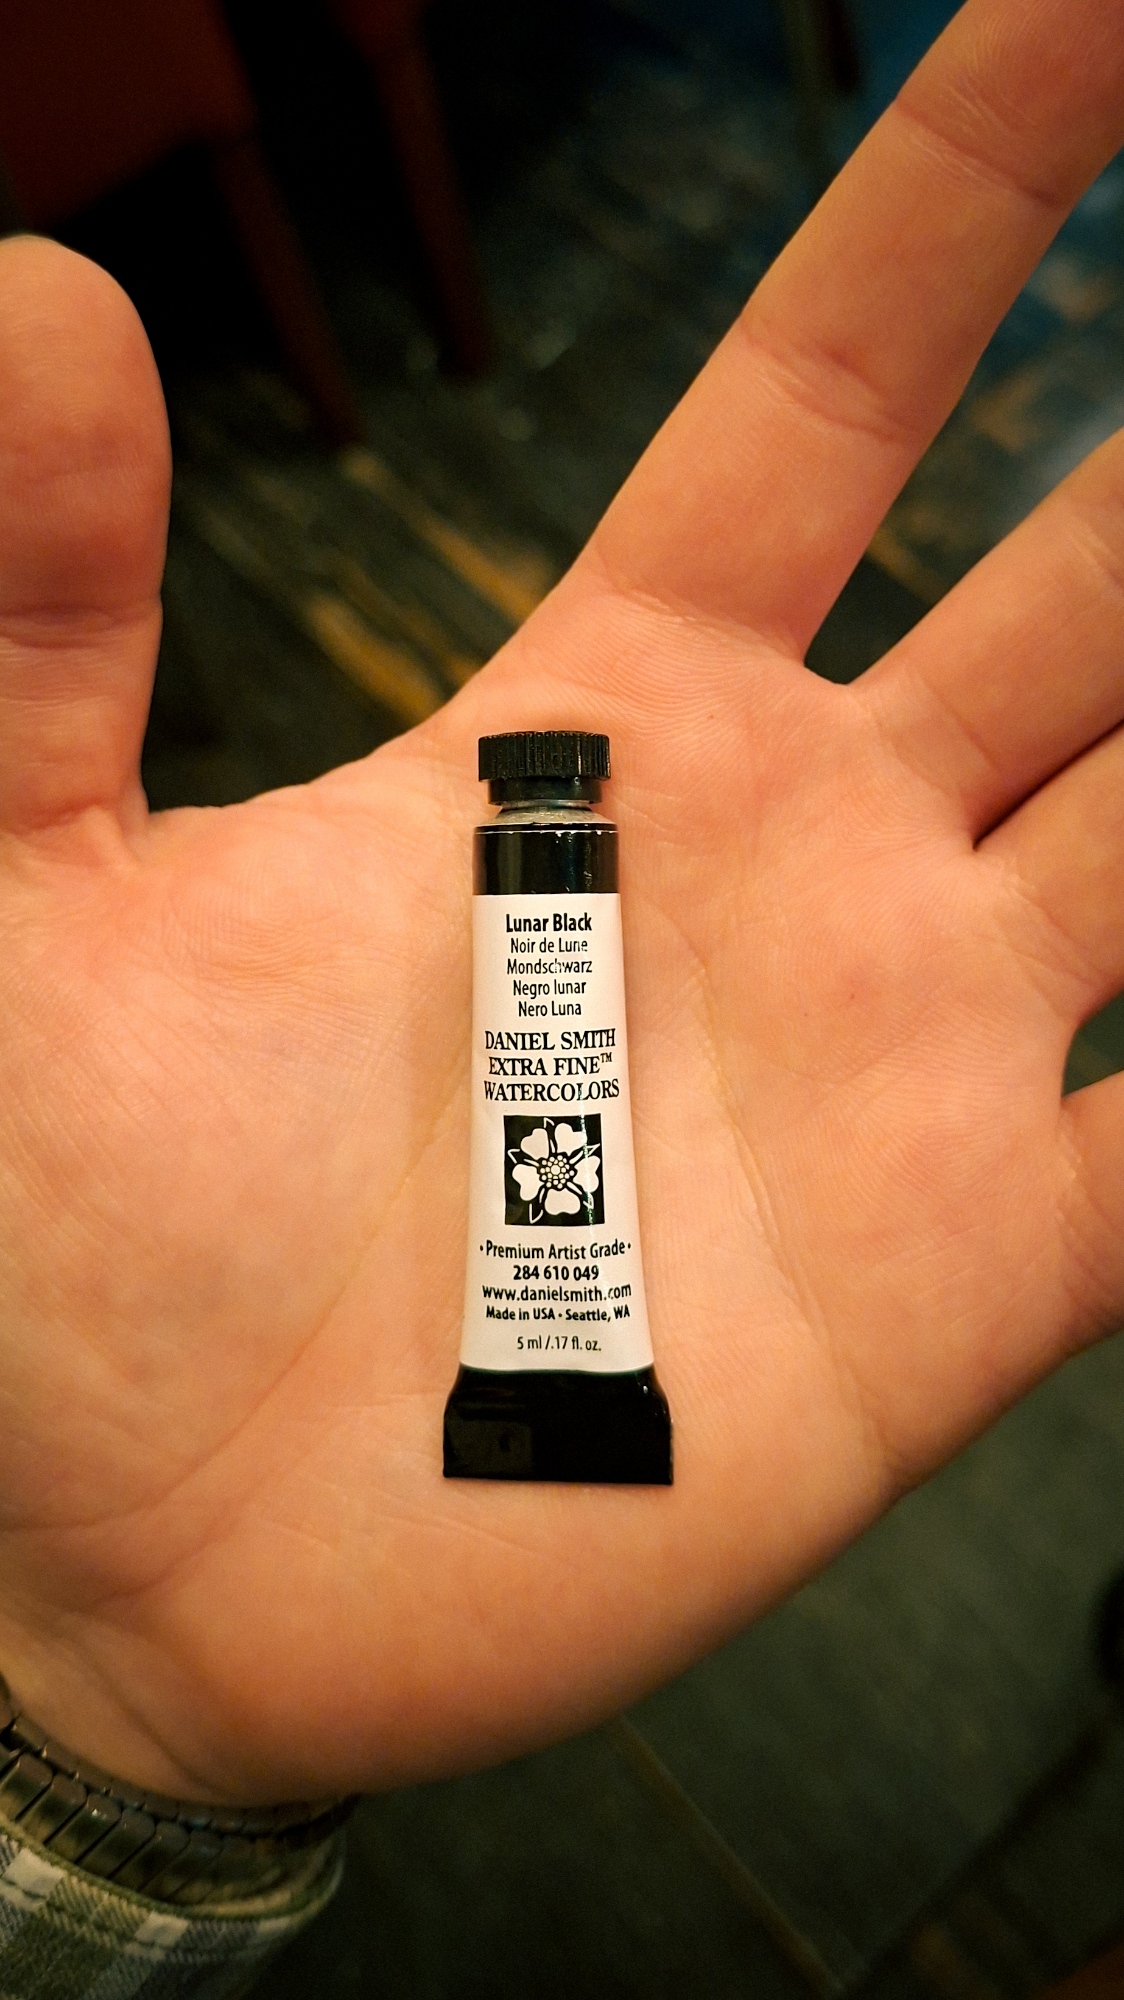 Lunar Black
Noir de Lune
Mondschwarz
Negro lunar
Nero Luna
DANIEL SMITH
EXTRA FINE™
WATERCOLORS
• Premium Artist Grade •
284 610 049
www.danielsmith.com
Made in USA • Seattle, WA
5 ml /.17 fl. oz.